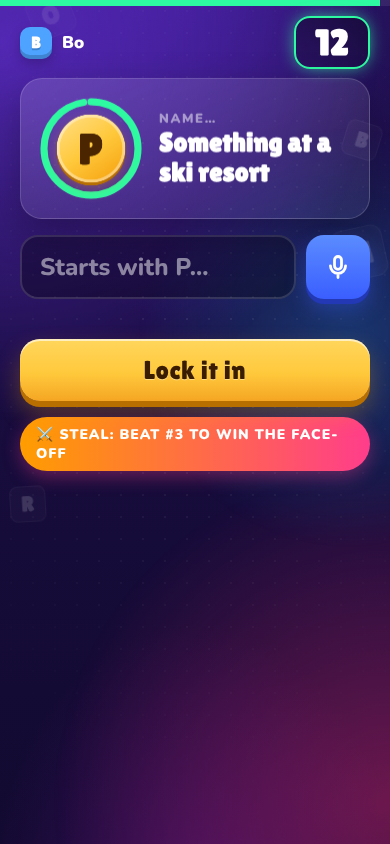 B Bo
12
NAME...
P
Something at a
ski resort
Starts with P...
Lock it in
⚔️ STEAL: BEAT #3 TO WIN THE FACE-
OFF
B
R